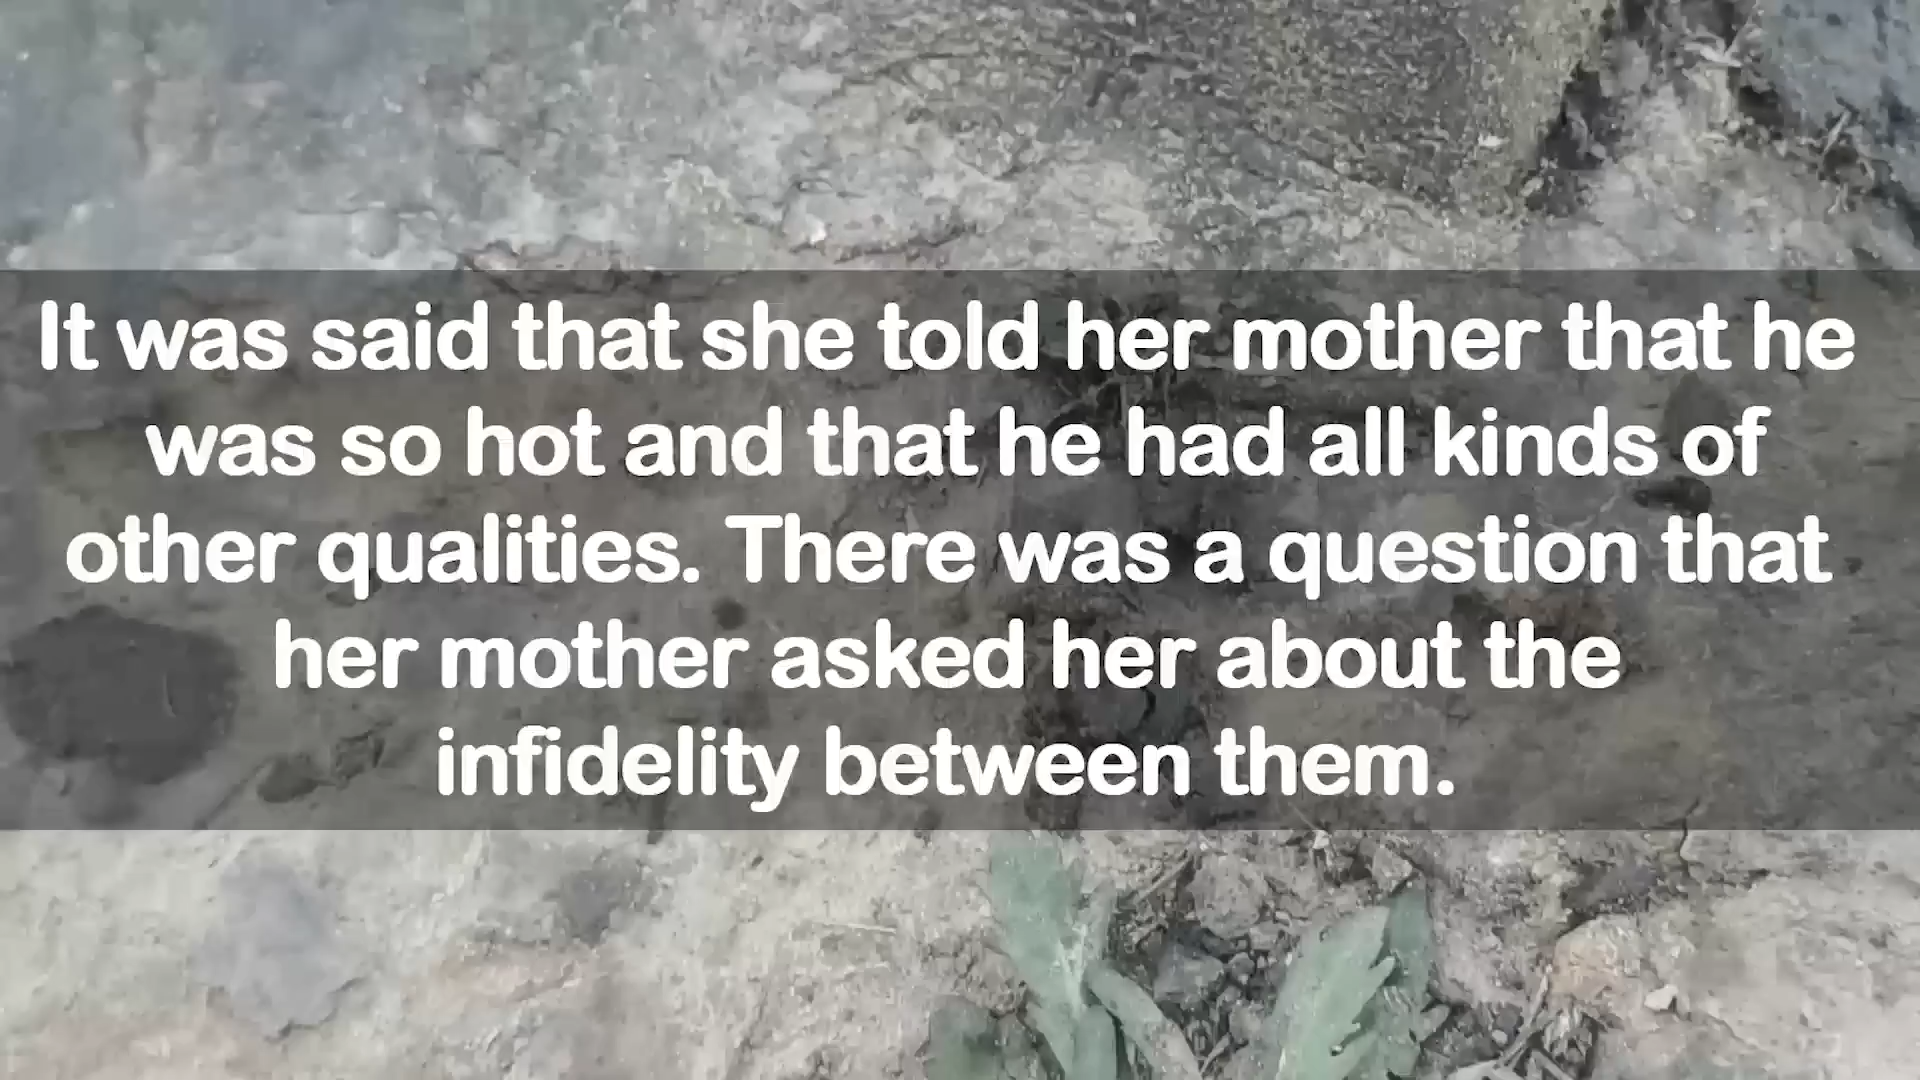 It was said that she told her mother that he
was so hot and that he had all kinds of
other qualities. There was a question that
her mother asked her about the
infidelity between them.